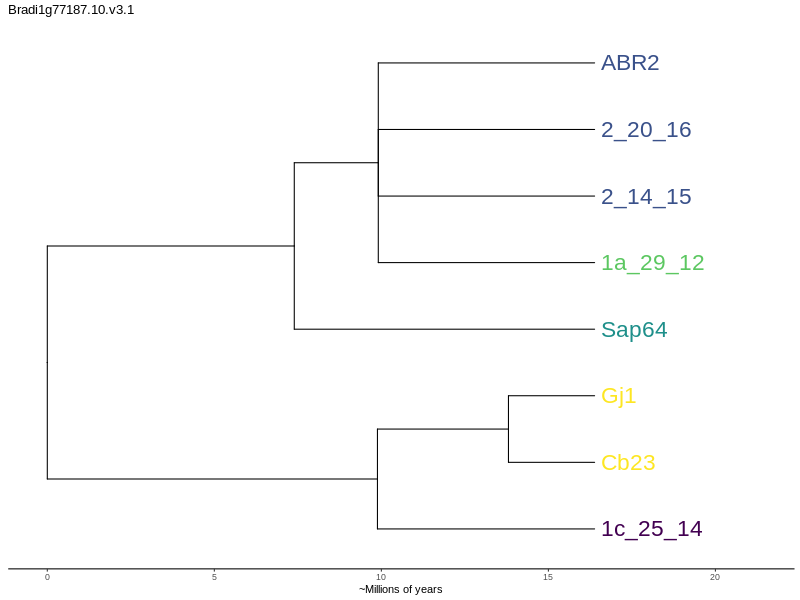 Bradi1g77187.10.v3.1
ABR2
2_20_16
2_14_15
1a_29_12
Sap64
Gj1
Cb23
1c_25_14
0 5 10 15 20
~Millions of years